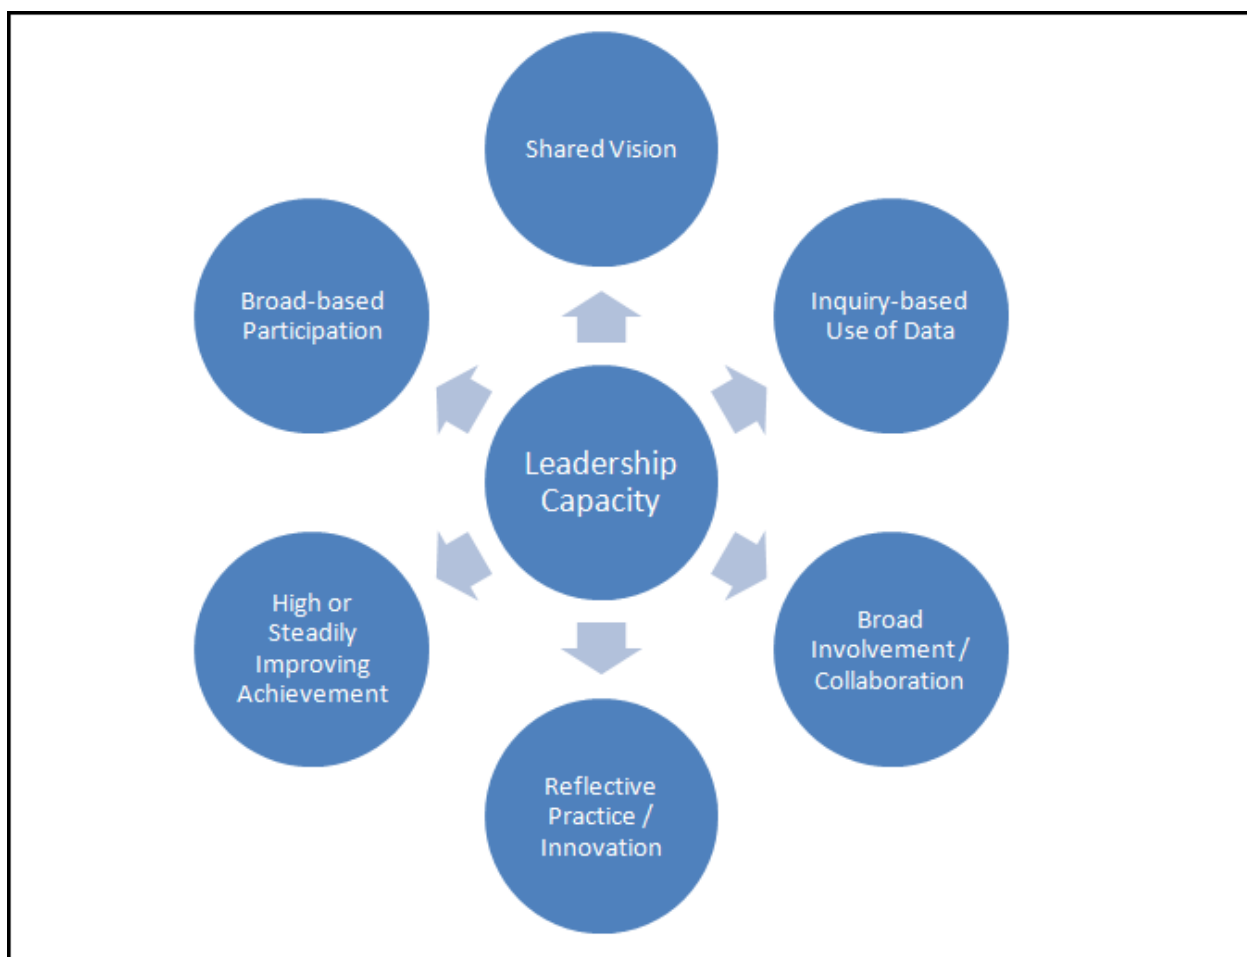 Shared Vision
Inquiry-based
Use of Data
Broad
Involvement /
Collaboration
Reflective
Practice /
Innovation
High or
Steadily
Improving
Achievement
Broad-based
Participation
Leadership
Capacity